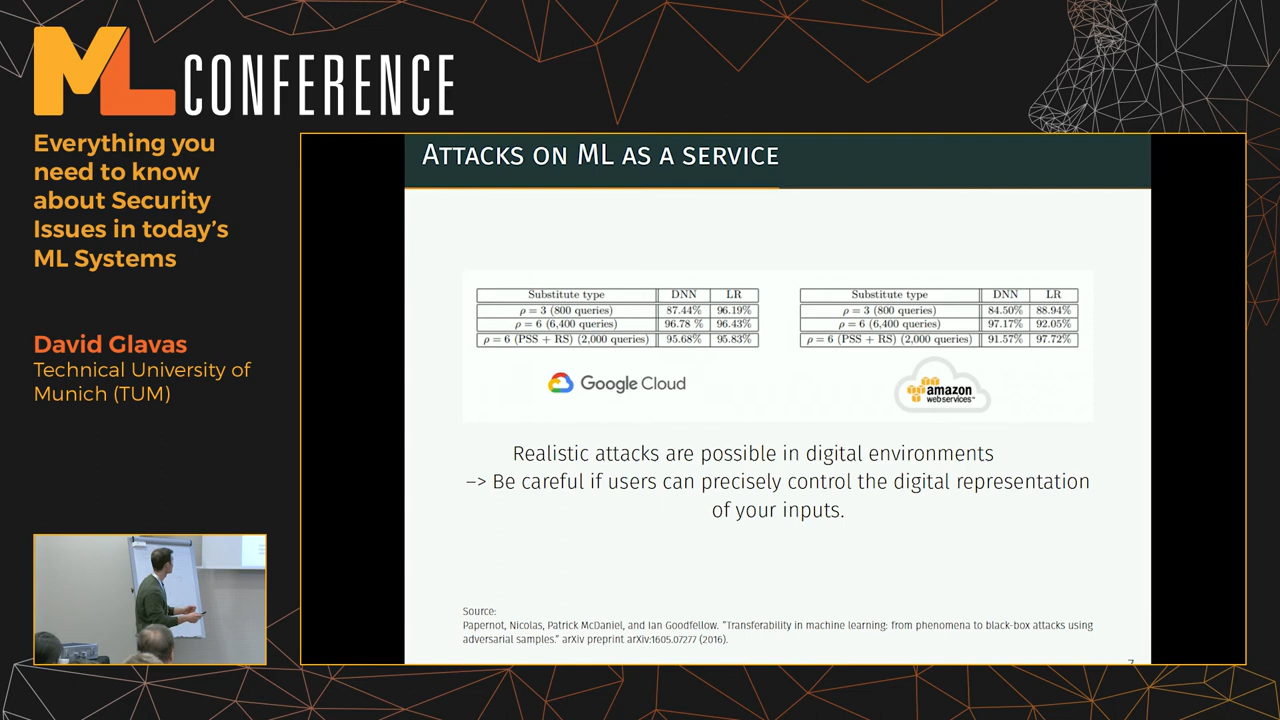 ML CONFERENCE
Everything you
need to know
about Security
Issues in today's
ML Systems
David Glavas
Technical University of
Munich (TUM)
ATTACKS ON ML AS A SERVICE
Substitute type DNN LR
ρ = 3 (800 queries) 87.44% 96.19%
ρ = 6 (6,400 queries) 96.78 % 96.43%
ρ = 6 (PSS + RS) (2,000 queries) 95.68% 95.83%
Google Cloud
Substitute type DNN LR
ρ = 3 (800 queries) 84.50% 88.94%
ρ = 6 (6,400 queries) 97.17% 92.05%
ρ = 6 (PSS + RS) (2,000 queries) 91.57% 97.72%
amazon
web services™
Realistic attacks are possible in digital environments
–> Be careful if users can precisely control the digital representation
of your inputs.
Source:
Papernot, Nicolas, Patrick McDaniel, and Ian Goodfellow. "Transferability in machine learning: from phenomena to black-box attacks using
adversarial samples." arXiv preprint arXiv:1605.07277 (2016).
7